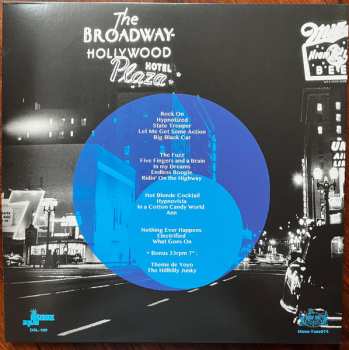 The
BROADWAY-
HOLLYWOOD
HOTEL
Plaza
Rock On
Hypnotized
State Trooper
Let Me Get Some Action
Big Black Car
The Fuzz
Five Fingers and a Brain
In my Dreams
Endless Boogie
Ridin' On the Highway
Hot Blonde Cocktail
Hypnovista
In a Cotton Candy World
Ann
Nothing Ever Happens
Electrified
What Goes On
+ Bonus 33rpm 7":
Theme de Yoyo
The Hillbilly Junky